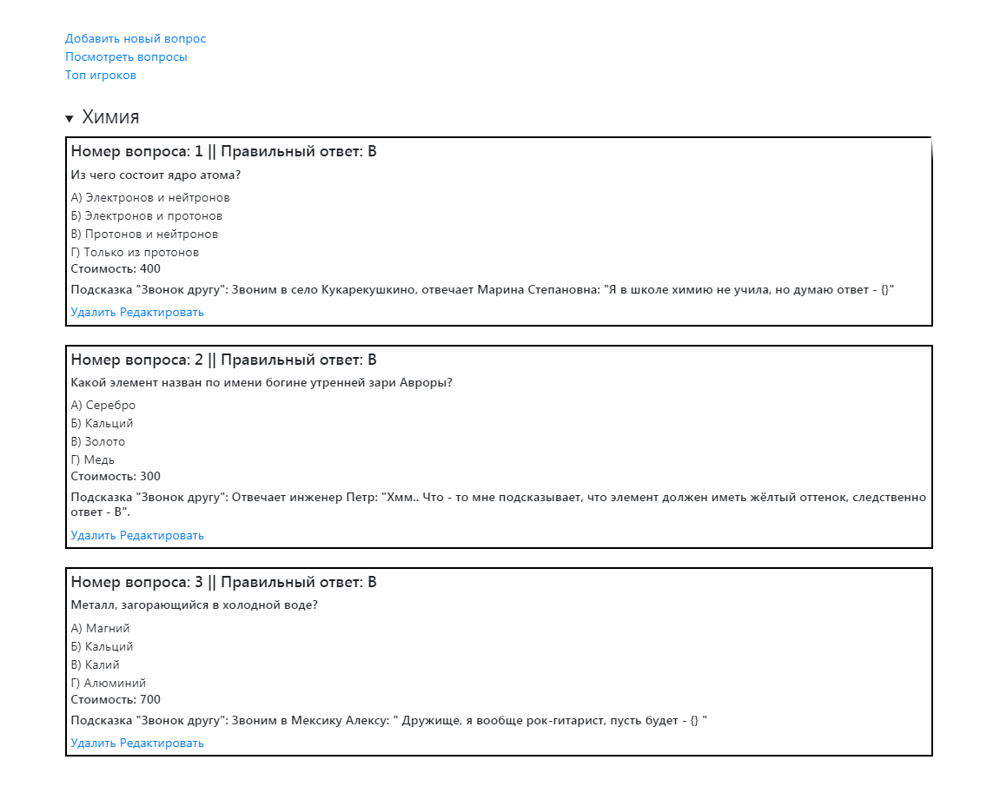 Добавить новый вопрос
Посмотреть вопросы
Топ игроков
▼ Химия
Номер вопроса: 1 || Правильный ответ: В
Из чего состоит ядро атома?
А) Электронов и нейтронов
Б) Электронов и протонов
В) Протонов и нейтронов
Г) Только из протонов
Стоимость: 400
Подсказка "Звонок другу": Звоним в село Кукарекушкино, отвечает Марина Степановна: "Я в школе химию не учила, но думаю ответ - {}"
Удалить Редактировать
Номер вопроса: 2 || Правильный ответ: В
Какой элемент назван по имени богине утренней зари Авроры?
А) Серебро
Б) Кальций
В) Золото
Г) Медь
Стоимость: 300
Подсказка "Звонок другу": Отвечает инженер Петр: "Хмм.. Что - то мне подсказывает, что элемент должен иметь жёлтый оттенок, следственно
ответ - В".
Удалить Редактировать
Номер вопроса: 3 || Правильный ответ: В
Металл, загорающийся в холодной воде?
А) Магний
Б) Кальций
В) Калий
Г) Алюминий
Стоимость: 700
Подсказка "Звонок другу": Звоним в Мексику Алексу: " Дружище, я вообще рок-гитарист, пусть будет - {} "
Удалить Редактировать